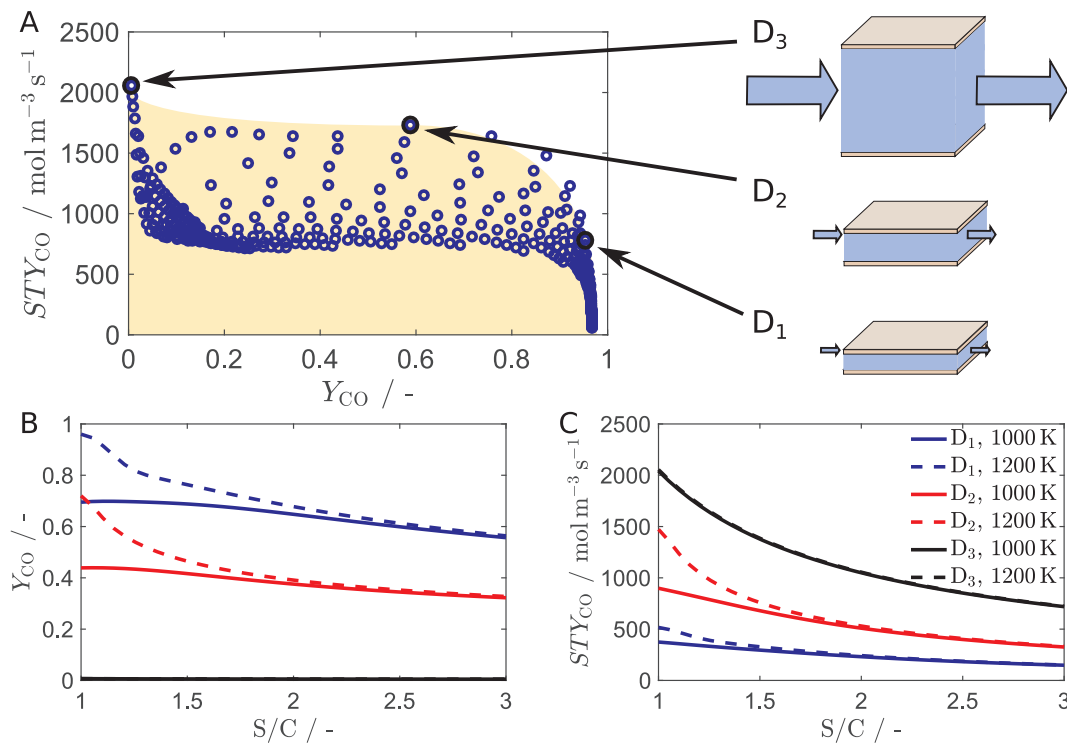 A
STY_CO / mol m⁻³ s⁻¹
2500
2000
1500
1000
500
0
0 0.2 0.4 0.6 0.8 1
Y_CO / -
D₃
D₂
D₁
B
Y_CO / -
1
0.8
0.6
0.4
0.2
0
1 1.5 2 2.5 3
S/C / -
C
STY_CO / mol m⁻³ s⁻¹
2500
2000
1500
1000
500
0
1 1.5 2 2.5 3
S/C / -
D₁, 1000 K
D₁, 1200 K
D₂, 1000 K
D₂, 1200 K
D₃, 1000 K
D₃, 1200 K